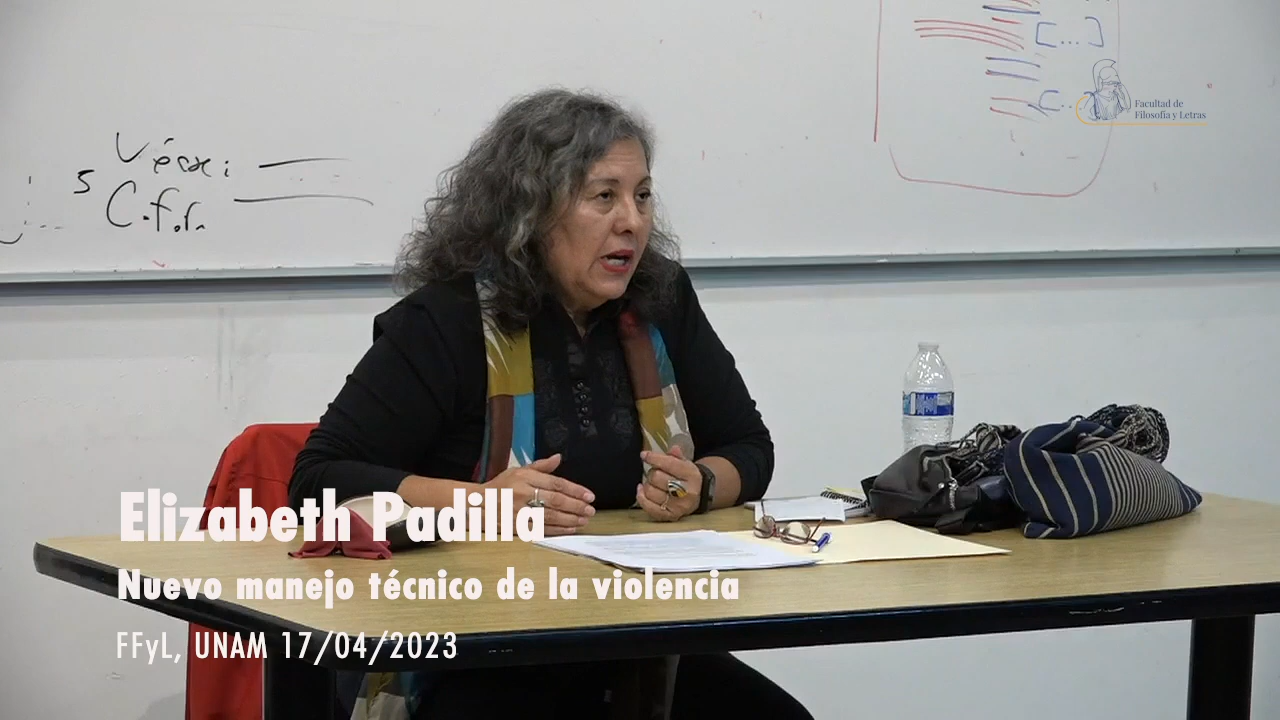 [...]
Facultad de
Filosofía y Letras
C.f.r.
Elizabeth Padilla
Nuevo manejo técnico de la violencia
FFyL, UNAM 17/04/2023